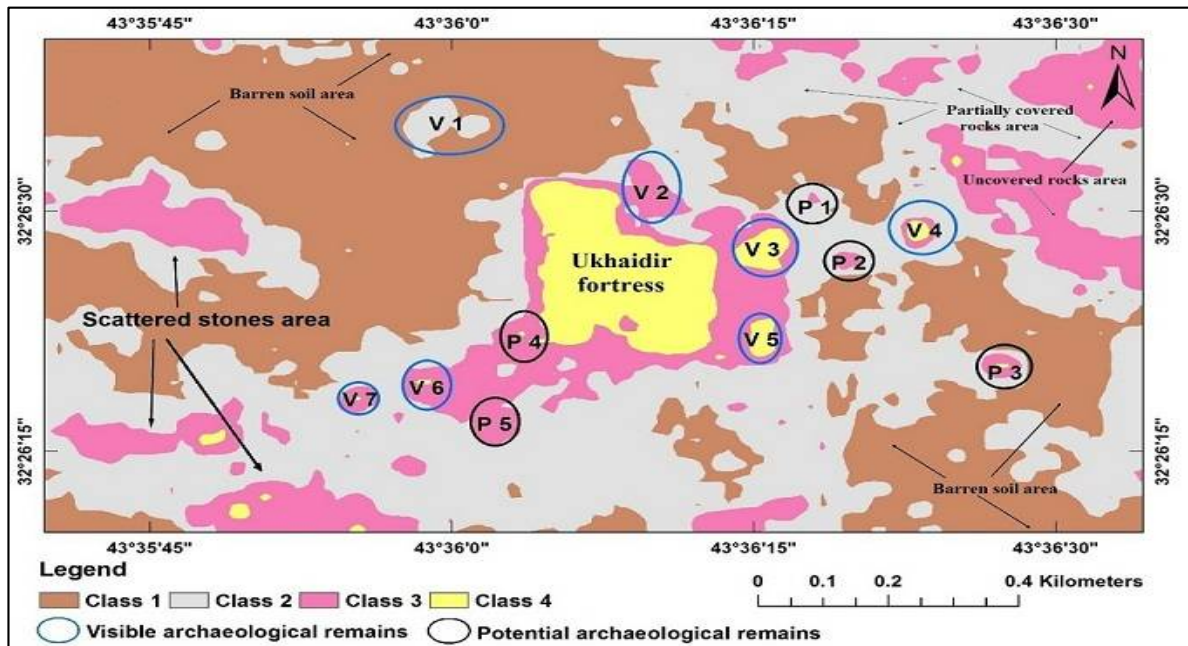 43°35'45"
43°36'0"
43°36'15"
43°36'30"
N
Barren soil area
V 1
Partially covered
rocks area
Uncovered rocks area
32°26'30"
32°26'30"
V 2
P 1
V 4
V 3
P 2
Ukhaidir
fortress
Scattered stones area
P 4
V 5
P 3
V 6
V 7
P 5
32°26'15"
32°26'15"
Barren soil area
43°35'45"
43°36'0"
43°36'15"
43°36'30"
Legend
Class 1 Class 2 Class 3 Class 4
0 0.1 0.2 0.4 Kilometers
Visible archaeological remains Potential archaeological remains